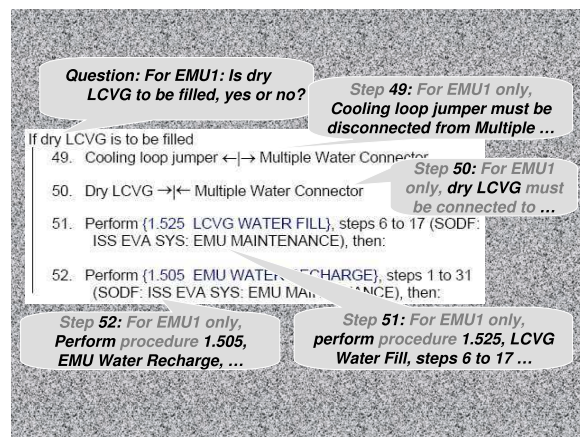 Question: For EMU1: Is dry
LCVG to be filled, yes or no?
Step 49: For EMU1 only,
Cooling loop jumper must be
disconnected from Multiple ...
If dry LCVG is to be filled
49. Cooling loop jumper ←|→ Multiple Water Connector
Step 50: For EMU1
only, dry LCVG must
be connected to ...
50. Dry LCVG →|← Multiple Water Connector
51. Perform {1.525 LCVG WATER FILL}, steps 6 to 17 (SODF:
ISS EVA SYS: EMU MAINTENANCE), then:
52. Perform {1.505 EMU WATER RECHARGE}, steps 1 to 31
(SODF: ISS EVA SYS: EMU MAINTENANCE), then:
Step 52: For EMU1 only,
Perform procedure 1.505,
EMU Water Recharge, ...
Step 51: For EMU1 only,
perform procedure 1.525, LCVG
Water Fill, steps 6 to 17 ...